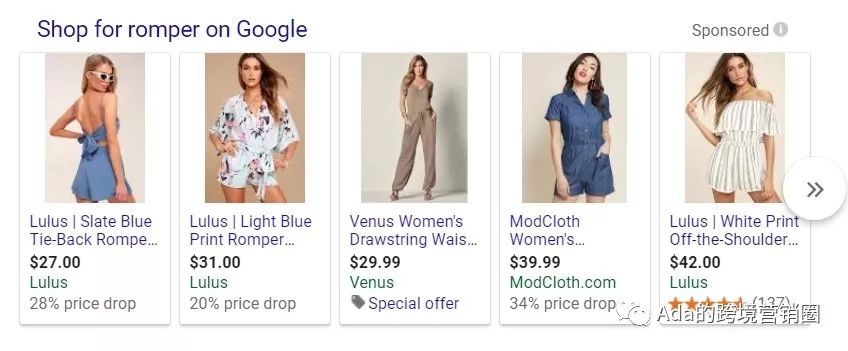 Shop for romper on Google
Sponsored
Lulus | Slate Blue
Tie-Back Rompe...
$27.00
Lulus
28% price drop
Lulus | Light Blue
Print Romper...
$31.00
Lulus
20% price drop
Venus Women's
Drawstring Wais...
$29.99
Venus
Special offer
ModCloth
Women's...
$39.99
ModCloth.com
34% price drop
Lulus | White Print
Off-the-Shoulder...
$42.00
Lulus
(137)
Ada的跨境营销圈